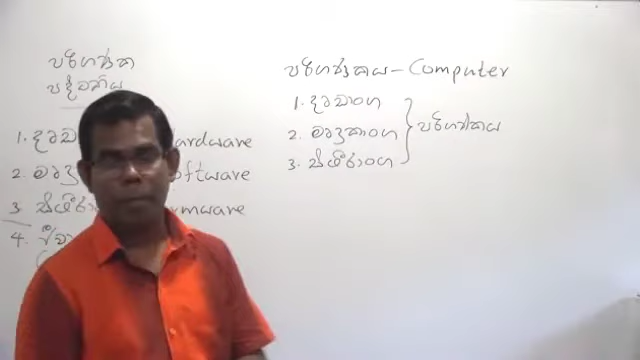 පරිගණක
පද්ධතිය
1. දෘඩ ardware
2. මෘදු oftware
3. ස්ථිරා rmware
4. ජීව
පරිගණකය – Computer
1. දෘඩාංග
2. මෘදුකාංග
3. ස්ථිරාංග
පරිගණකය